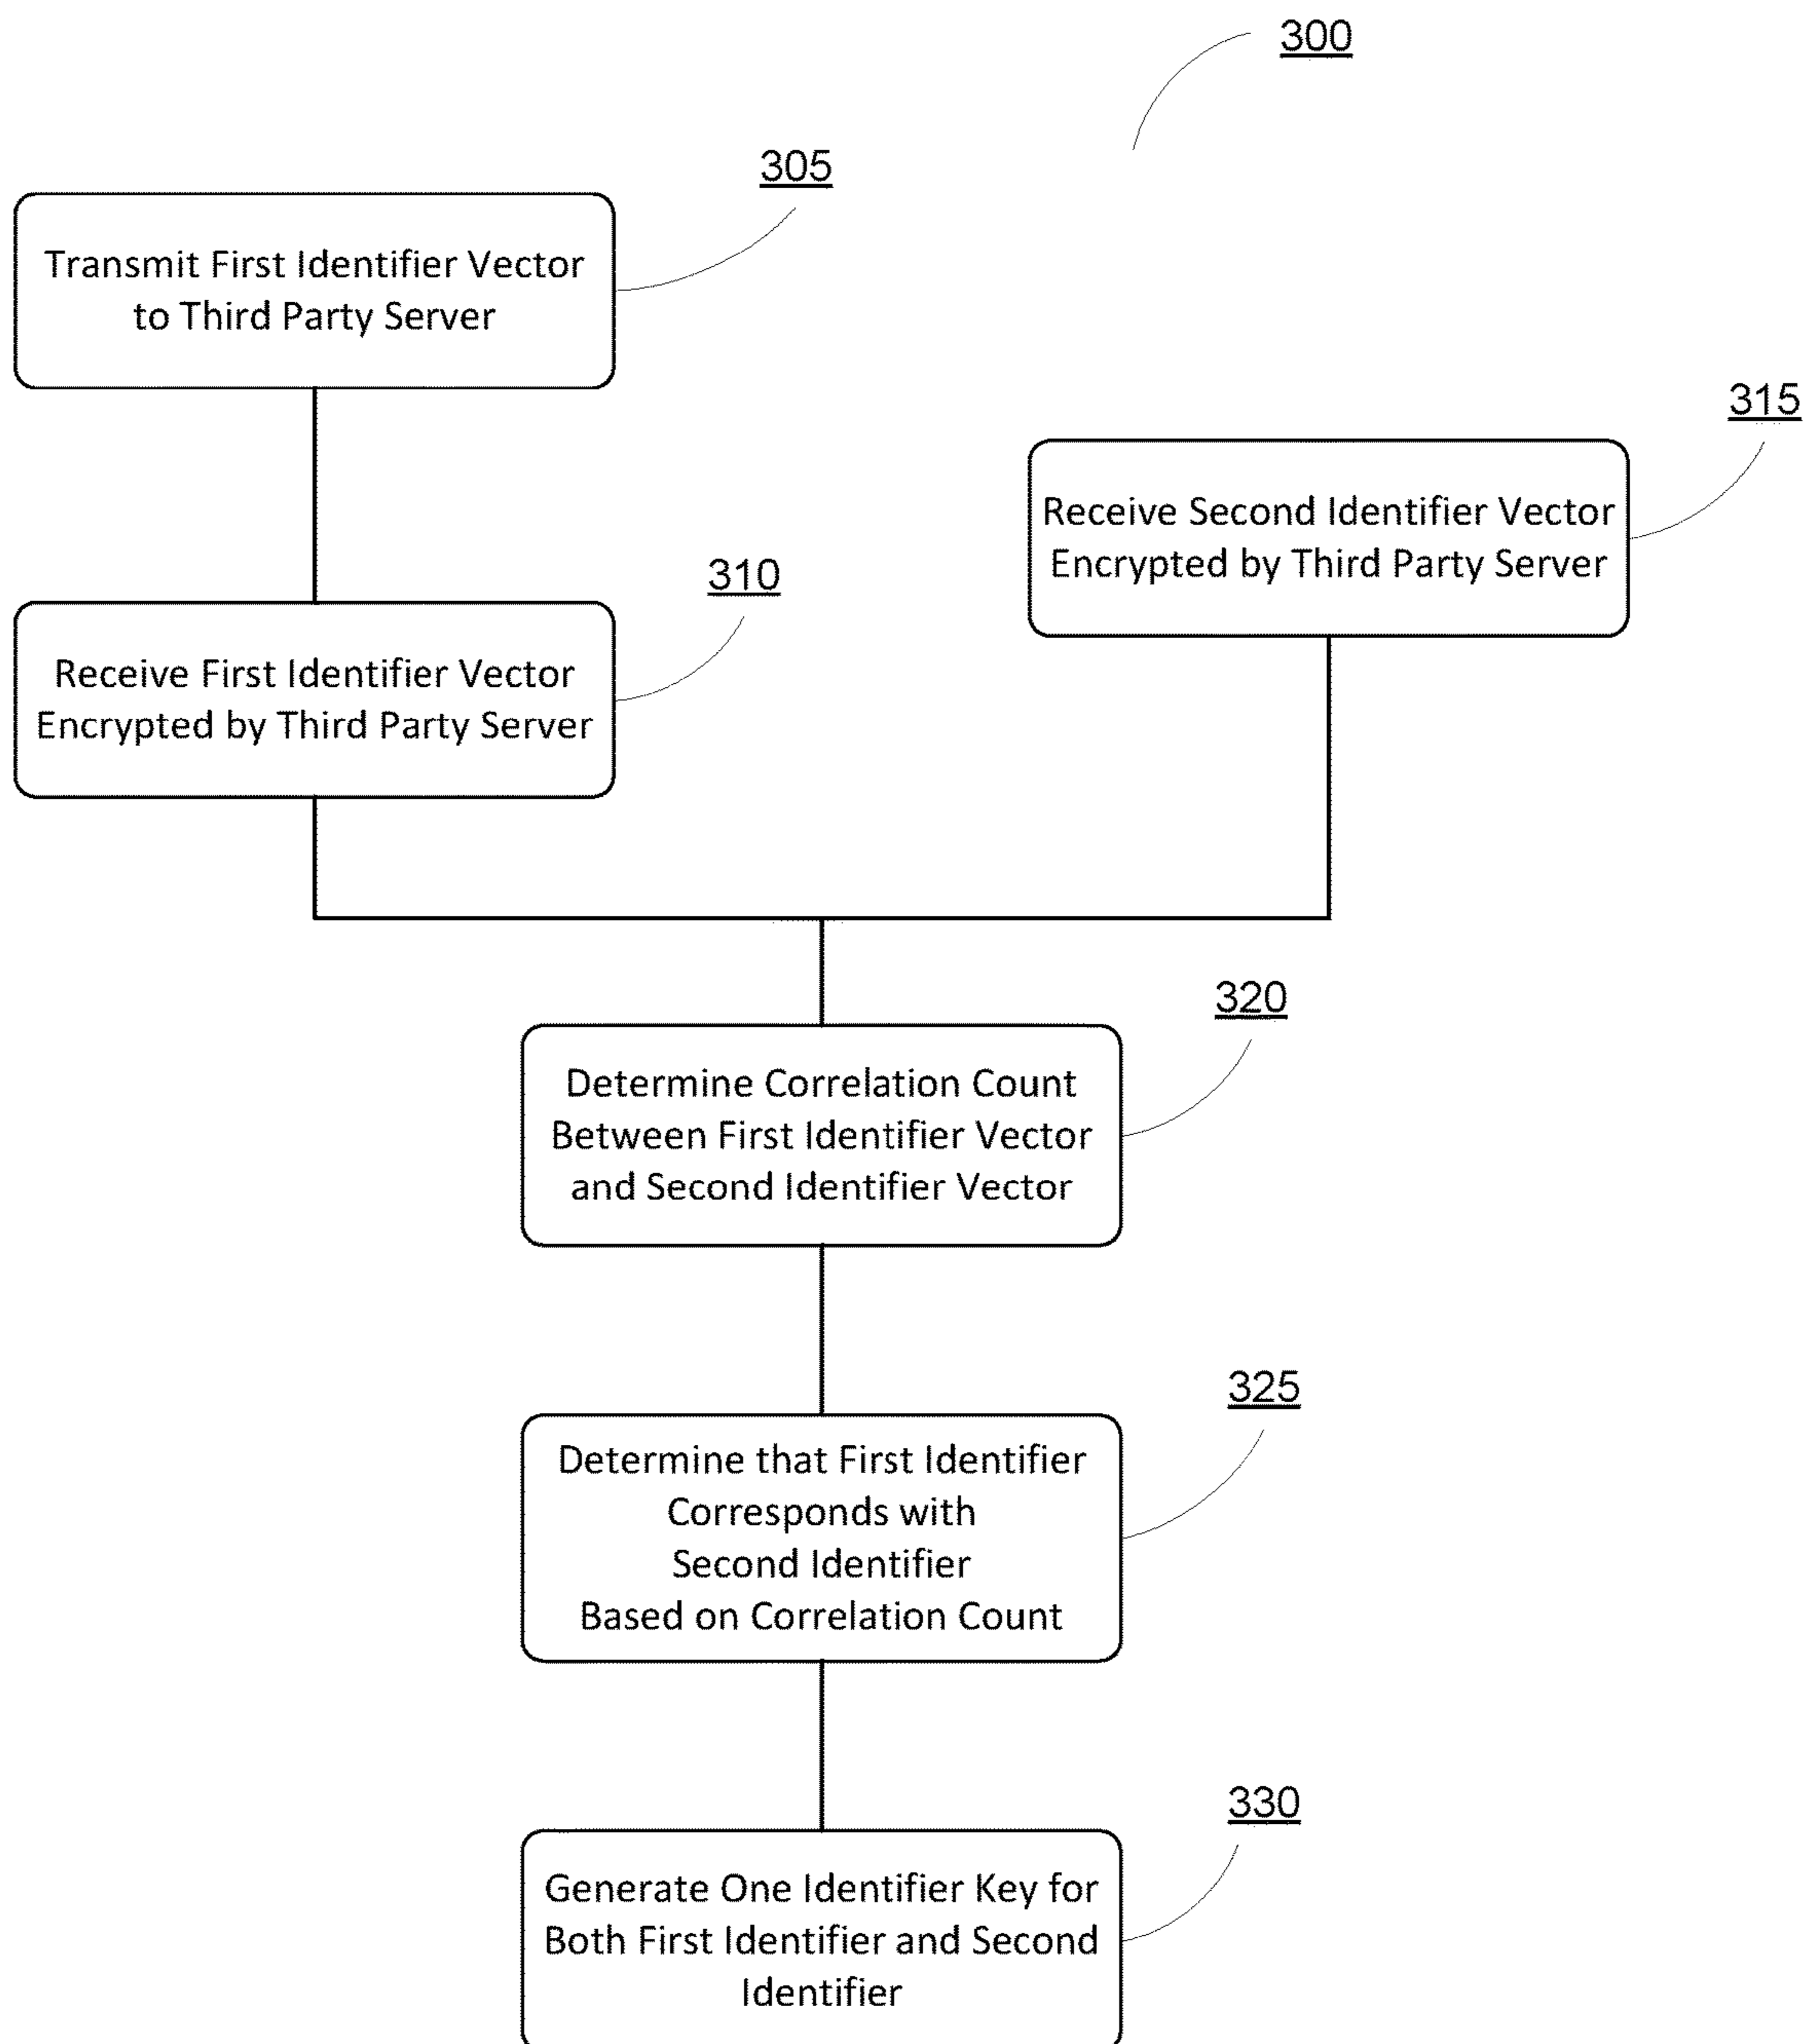 300
305
Transmit First Identifier Vector
to Third Party Server
315
Receive Second Identifier Vector
Encrypted by Third Party Server
310
Receive First Identifier Vector
Encrypted by Third Party Server
320
Determine Correlation Count
Between First Identifier Vector
and Second Identifier Vector
325
Determine that First Identifier
Corresponds with
Second Identifier
Based on Correlation Count
330
Generate One Identifier Key for
Both First Identifier and Second
Identifier